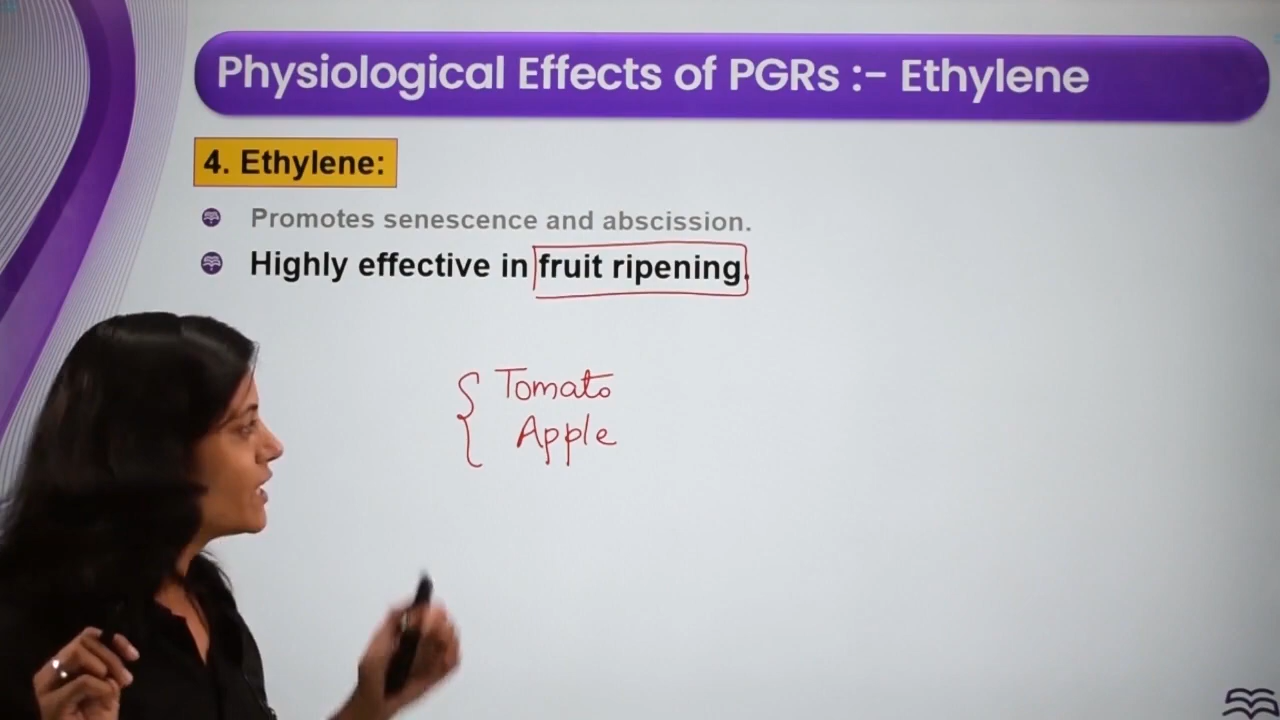 Physiological Effects of PGRs :- Ethylene
4. Ethylene:
Promotes senescence and abscission.
Highly effective in fruit ripening.
Tomato
Apple